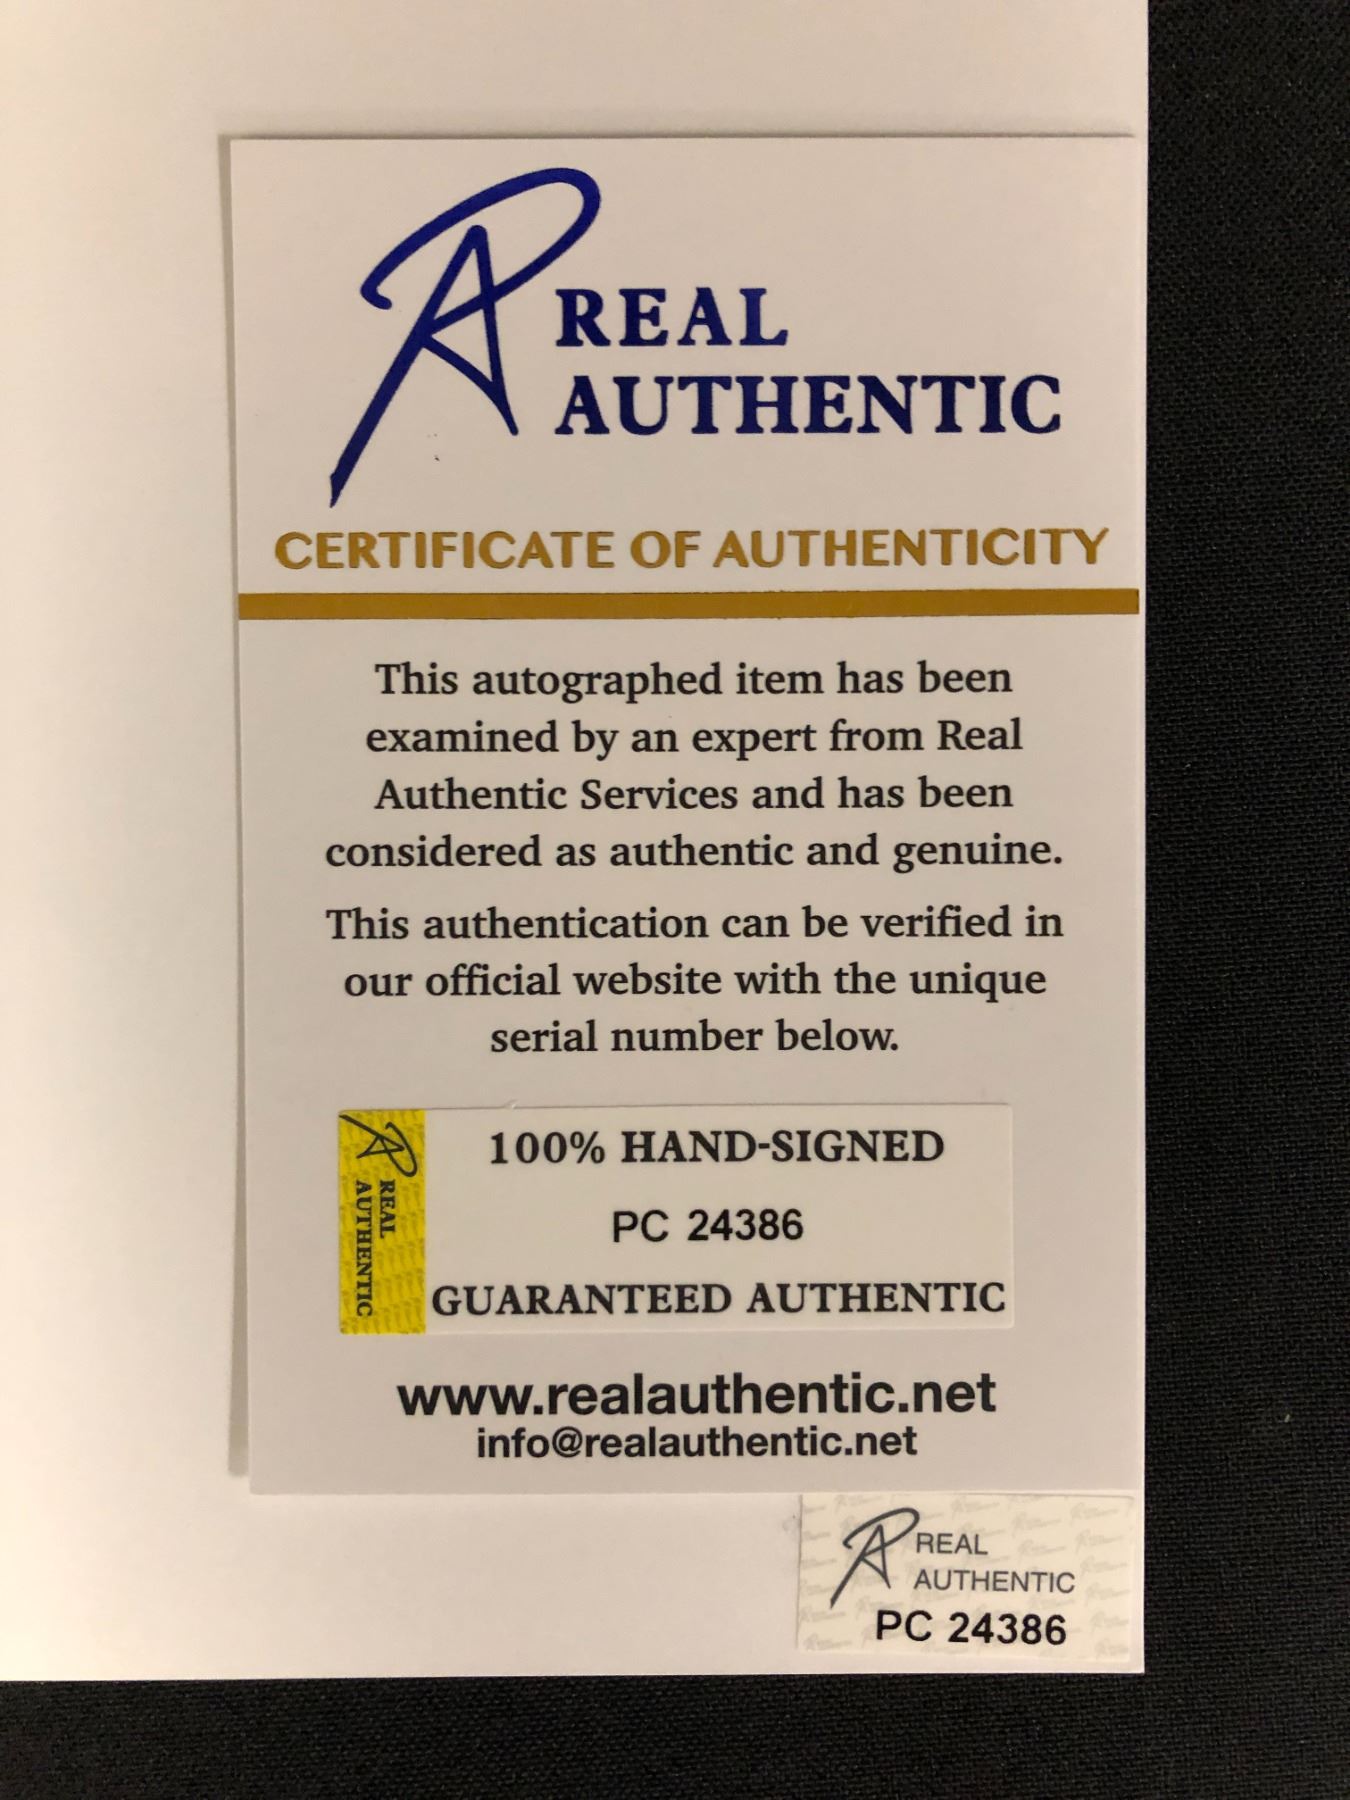 REAL
AUTHENTIC
CERTIFICATE OF AUTHENTICITY
This autographed item has been
examined by an expert from Real
Authentic Services and has been
considered as authentic and genuine.
This authentication can be verified in
our official website with the unique
serial number below.
REAL
AUTHENTIC
100% HAND-SIGNED
PC 24386
GUARANTEED AUTHENTIC
www.realauthentic.net
info@realauthentic.net
REAL
AUTHENTIC
PC 24386